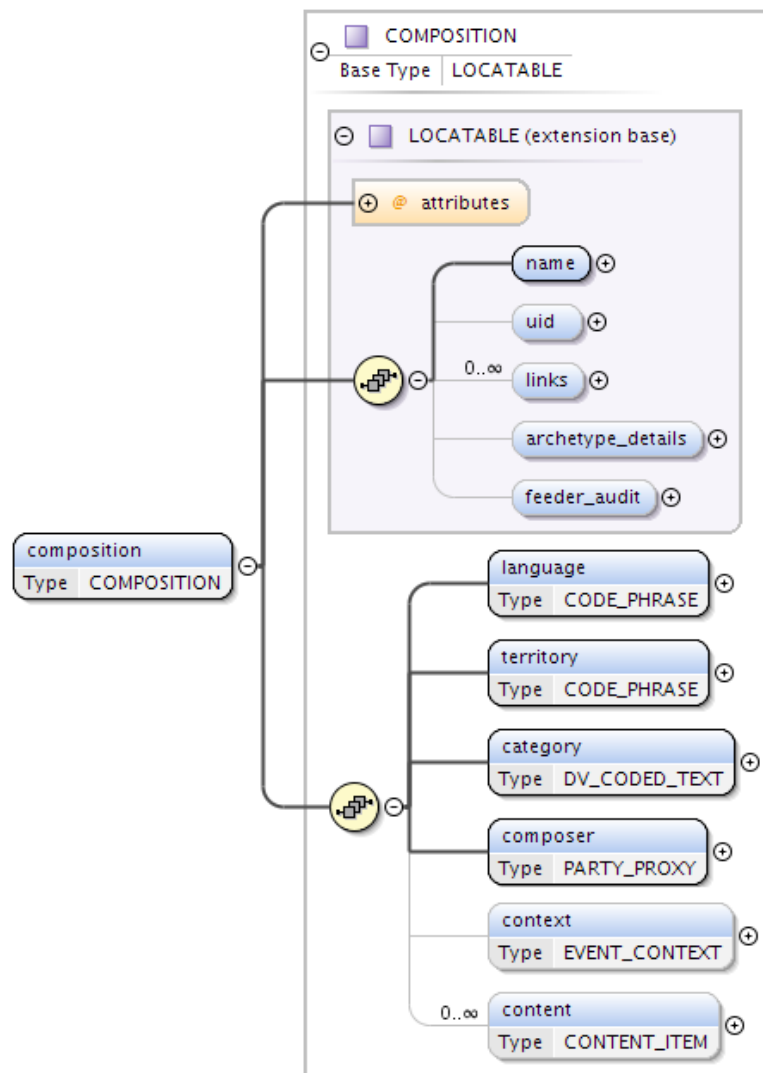 COMPOSITION
Base Type LOCATABLE
LOCATABLE (extension base)
@ attributes
name
uid
0..∞
links
archetype_details
feeder_audit
composition
Type COMPOSITION
language
Type CODE_PHRASE
territory
Type CODE_PHRASE
category
Type DV_CODED_TEXT
composer
Type PARTY_PROXY
context
Type EVENT_CONTEXT
0..∞
content
Type CONTENT_ITEM